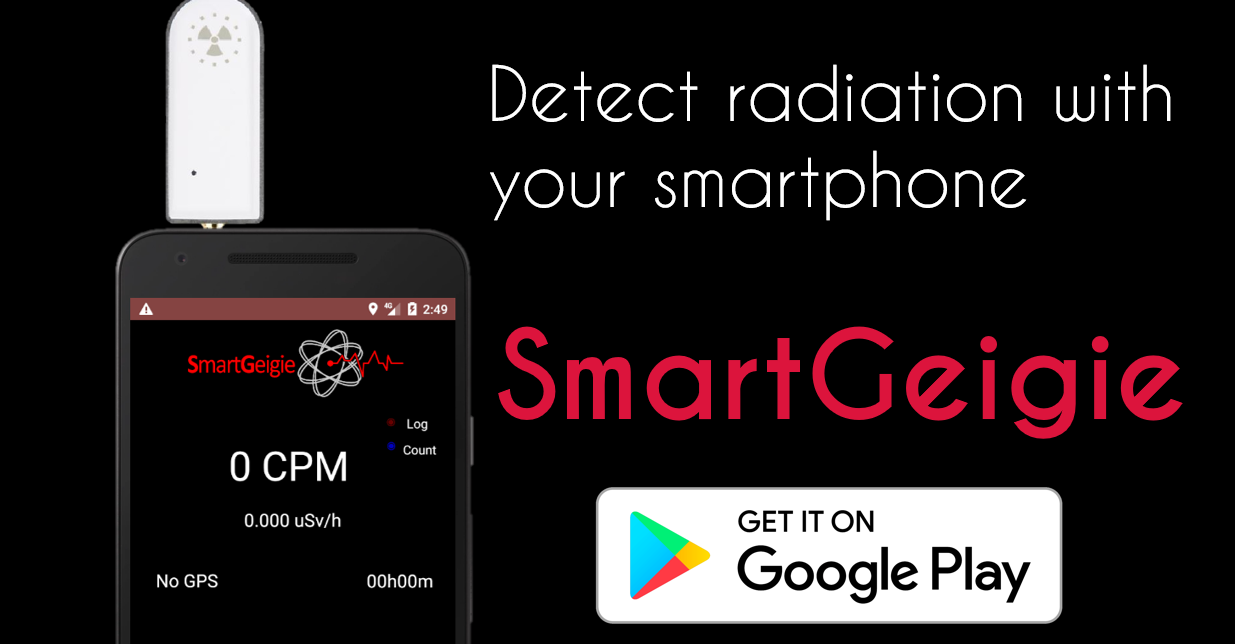 Detect radiation with
your smartphone
4G 2:49
SmartGeigie
Log
Count
0 CPM
0.000 uSv/h
No GPS 00h00m
SmartGeigie
GET IT ON
Google Play